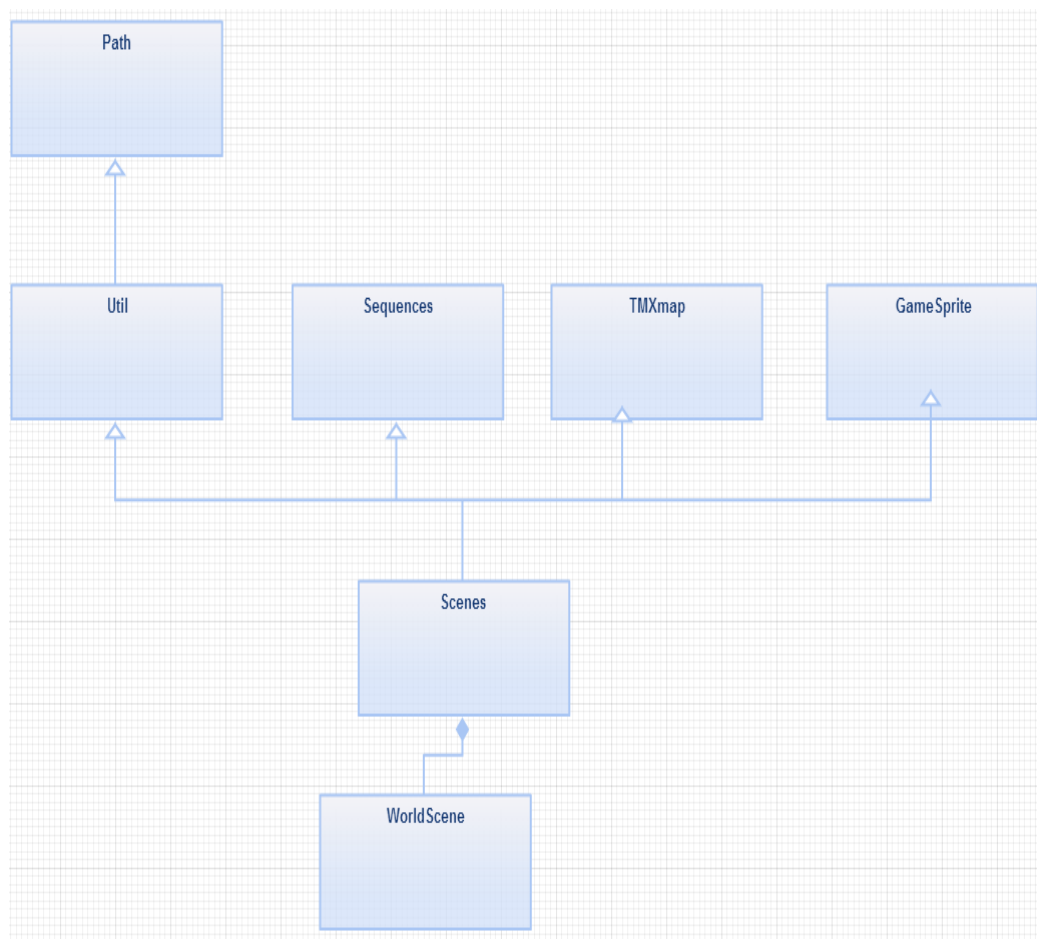 Path
Util
Sequences
TMXmap
GameSprite
Scenes
WorldScene